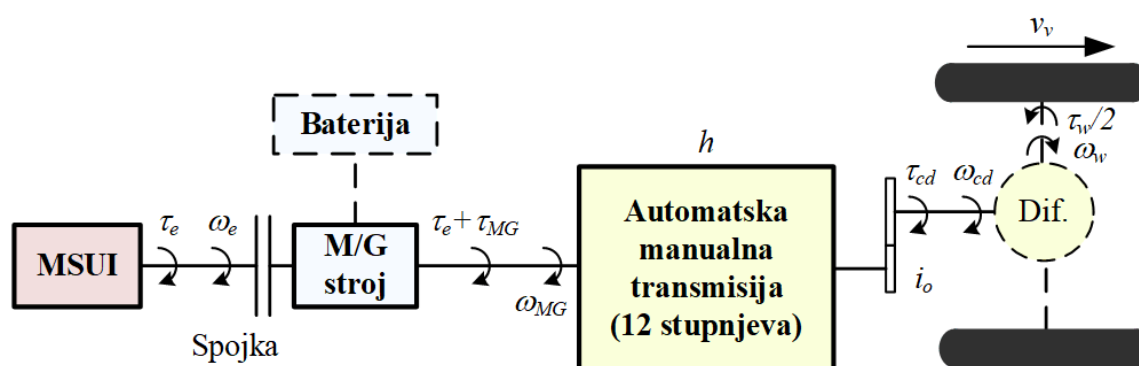 v_v
Baterija
τ_w/2
ω_w
h
τ_e
ω_e
τ_e + τ_MG
τ_cd
ω_cd
MSUI
M/G
stroj
Automatska
manualna
transmisija
(12 stupnjeva)
Dif.
ω_MG
i_o
Spojka